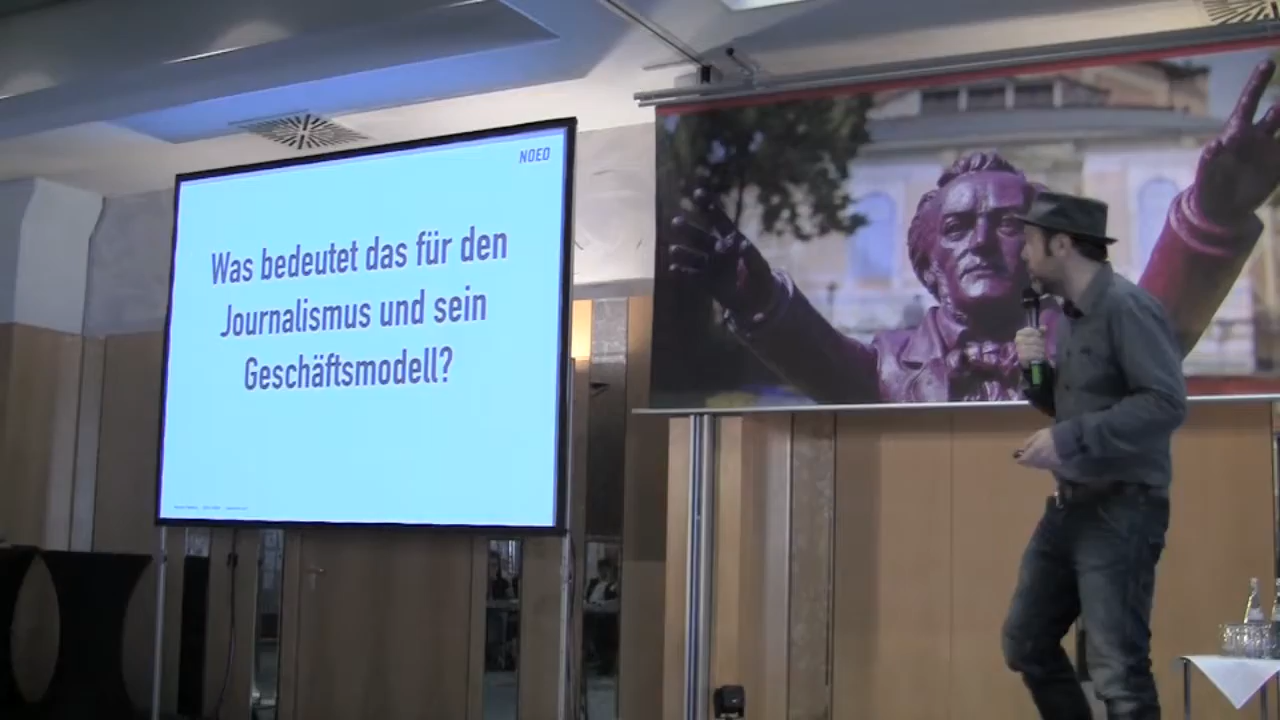 NOEO
Was bedeutet das für den
Journalismus und sein
Geschäftsmodell?